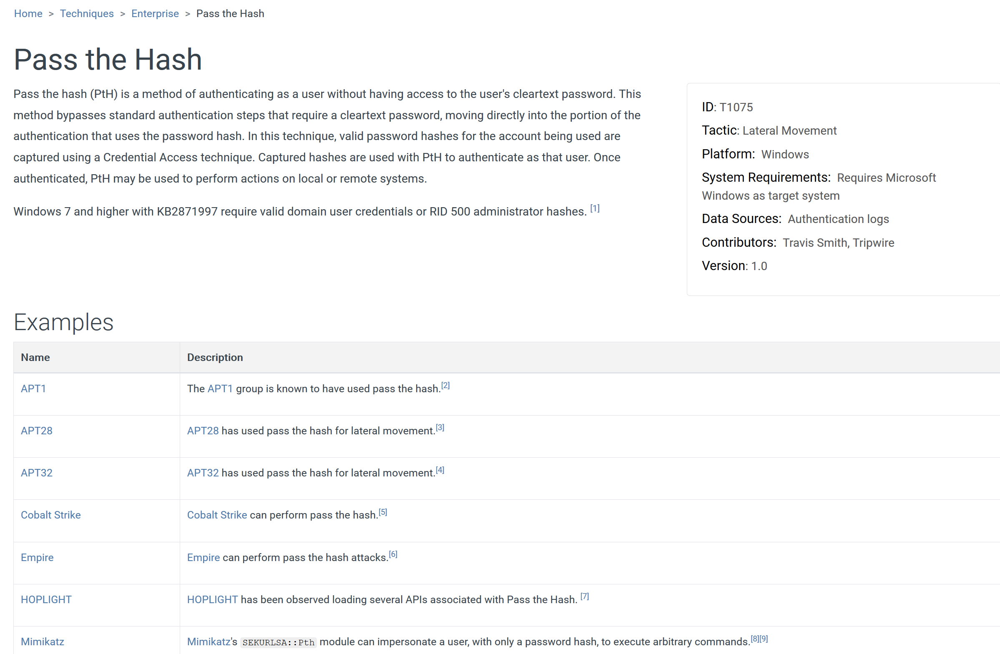 Home > Techniques > Enterprise > Pass the Hash
Pass the Hash
Pass the hash (PtH) is a method of authenticating as a user without having access to the user's cleartext password. This
method bypasses standard authentication steps that require a cleartext password, moving directly into the portion of the
authentication that uses the password hash. In this technique, valid password hashes for the account being used are
captured using a Credential Access technique. Captured hashes are used with PtH to authenticate as that user. Once
authenticated, PtH may be used to perform actions on local or remote systems.
Windows 7 and higher with KB2871997 require valid domain user credentials or RID 500 administrator hashes. [1]
ID: T1075
Tactic: Lateral Movement
Platform: Windows
System Requirements: Requires Microsoft
Windows as target system
Data Sources: Authentication logs
Contributors: Travis Smith, Tripwire
Version: 1.0
Examples
Name Description
APT1 The APT1 group is known to have used pass the hash.[2]
APT28 APT28 has used pass the hash for lateral movement.[3]
APT32 APT32 has used pass the hash for lateral movement.[4]
Cobalt Strike Cobalt Strike can perform pass the hash.[5]
Empire Empire can perform pass the hash attacks.[6]
HOPLIGHT HOPLIGHT has been observed loading several APIs associated with Pass the Hash. [7]
Mimikatz Mimikatz's SEKURLSA::Pth module can impersonate a user, with only a password hash, to execute arbitrary commands.[8][9]